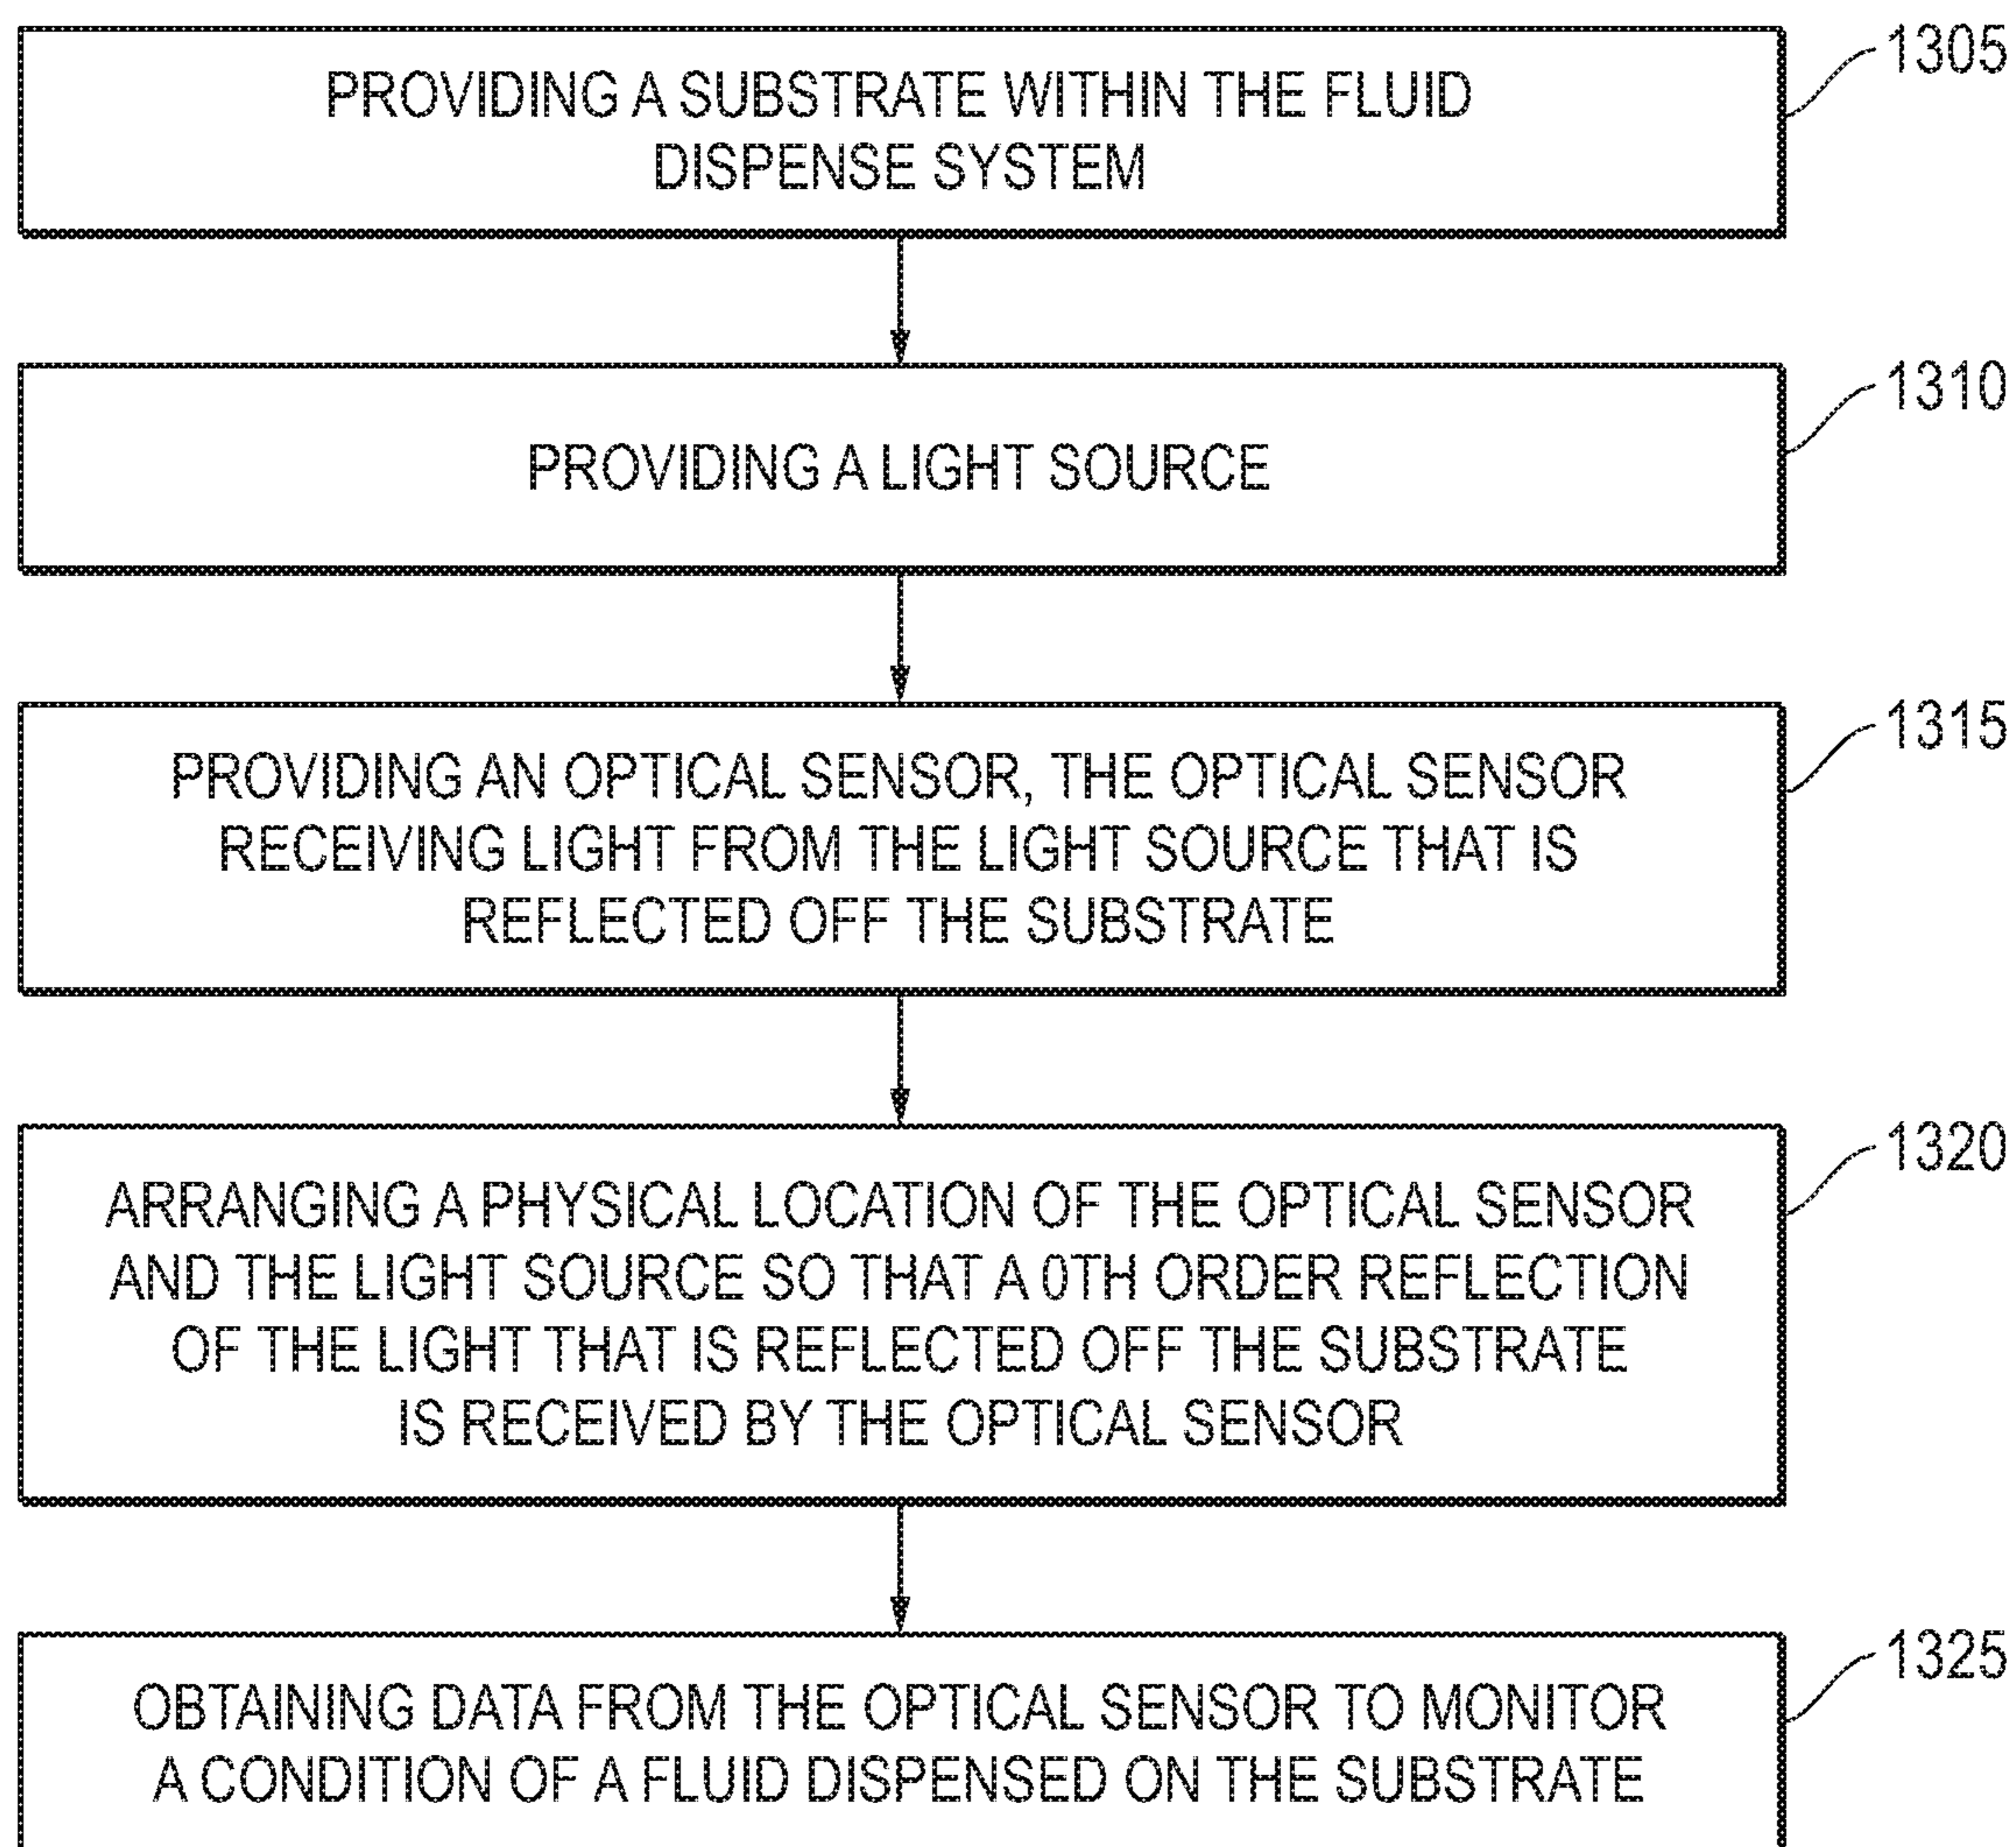 PROVIDING A SUBSTRATE WITHIN THE FLUID
DISPENSE SYSTEM
1305
PROVIDING A LIGHT SOURCE
1310
PROVIDING AN OPTICAL SENSOR, THE OPTICAL SENSOR
RECEIVING LIGHT FROM THE LIGHT SOURCE THAT IS
REFLECTED OFF THE SUBSTRATE
1315
ARRANGING A PHYSICAL LOCATION OF THE OPTICAL SENSOR
AND THE LIGHT SOURCE SO THAT A 0TH ORDER REFLECTION
OF THE LIGHT THAT IS REFLECTED OFF THE SUBSTRATE
IS RECEIVED BY THE OPTICAL SENSOR
1320
OBTAINING DATA FROM THE OPTICAL SENSOR TO MONITOR
A CONDITION OF A FLUID DISPENSED ON THE SUBSTRATE
1325